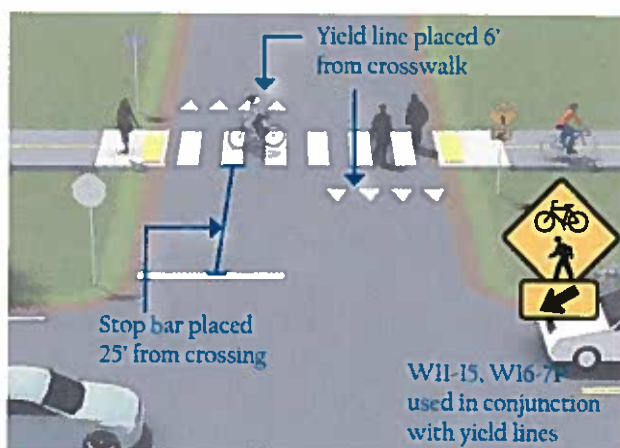 Yield line placed 6'
from crosswalk
Stop bar placed
25' from crossing
W11-15, W16-7P
used in conjunction
with yield lines